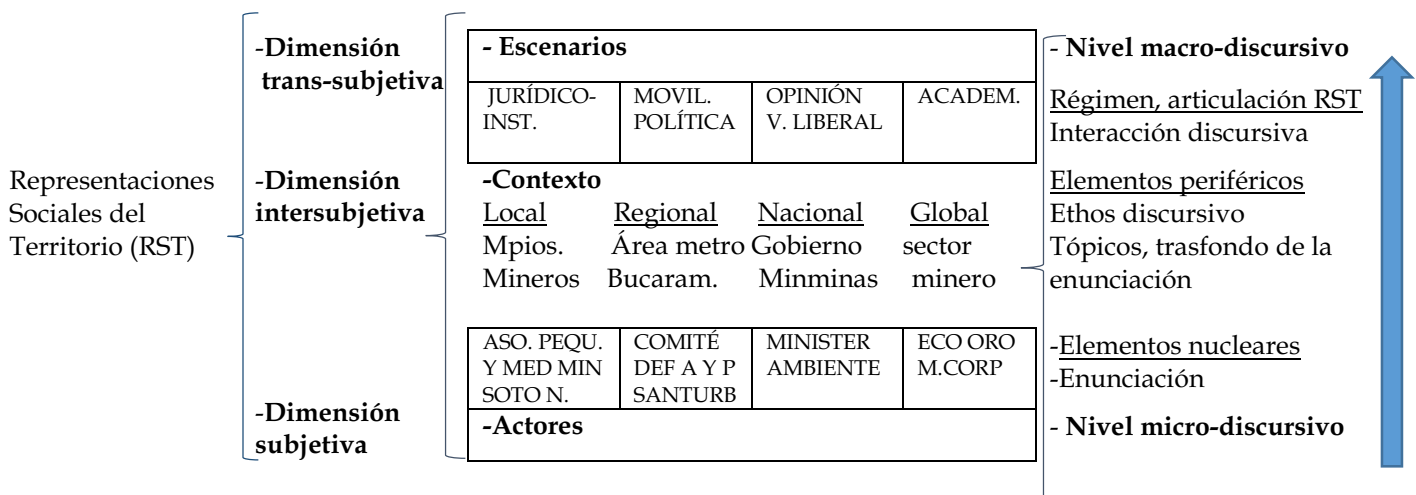 Representaciones
Sociales del
Territorio (RST)
-Dimensión
trans-subjetiva
-Dimensión
intersubjetiva
-Dimensión
subjetiva
- Escenarios
JURÍDICO- MOVIL. OPINIÓN ACADEM.
INST. POLÍTICA V. LIBERAL
-Contexto
Local Regional Nacional Global
Mpios. Área metro Gobierno sector
Mineros Bucaram. Minminas minero
ASO. PEQU. COMITÉ MINISTER ECO ORO
Y MED MIN DEF A Y P AMBIENTE M.CORP
SOTO N. SANTURB
-Actores
- Nivel macro-discursivo
Régimen, articulación RST
Interacción discursiva
Elementos periféricos
Ethos discursivo
Tópicos, trasfondo de la
enunciación
-Elementos nucleares
-Enunciación
- Nivel micro-discursivo